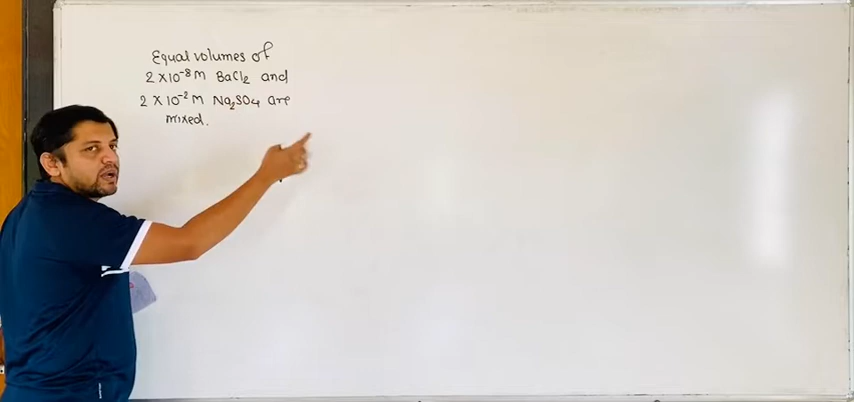 Equal volumes of
2 × 10⁻⁸ M BaCl₂ and
2 × 10⁻² M Na₂SO₄ are
mixed.